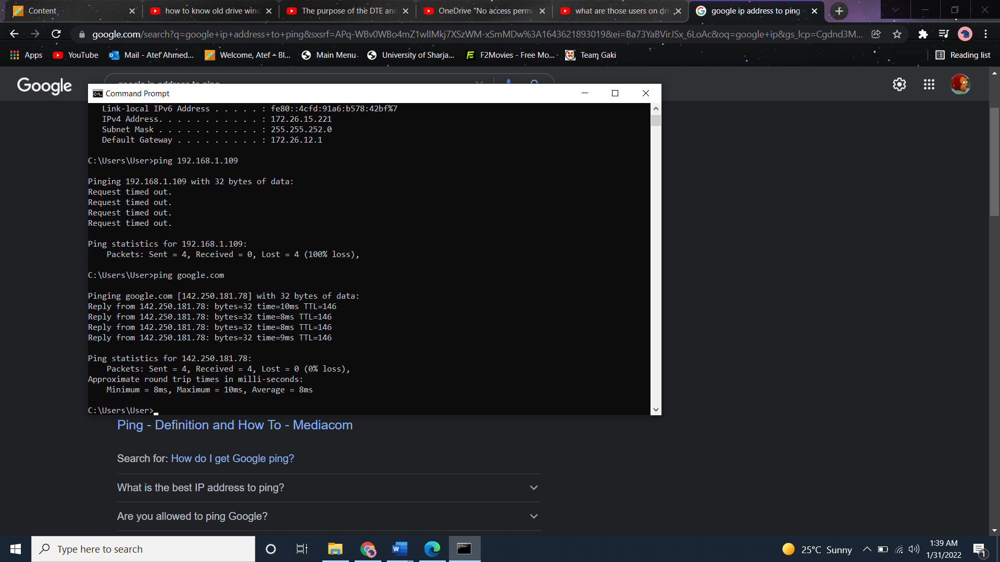 Content
how to know old drive wind
The purpose of the DTE and
OneDrive "No access permi
what are those users on dri
google ip address to ping -
google.com/search?q=google+ip+address+to+ping&sxsrf=APq-WBv0WBo4mZ1wlIMkj7XSzWM-xSmMDw%3A1643621893019&ei=Ba73YaBVirJSx_6LoAc&oq=google+ip&gs_lcp=Cgdnd3M...
Apps
YouTube
Mail - Atef Ahmed...
Welcome, Atef – Bl...
Main Menu
University of Sharja...
F2Movies - Free Mo...
Team Gaki
Reading list
Google
google ip address to ping
Command Prompt
Link-local IPv6 Address . . . . . : fe80::4cfd:91a6:b578:42bf%7
IPv4 Address. . . . . . . . . . . : 172.26.15.221
Subnet Mask . . . . . . . . . . . : 255.255.252.0
Default Gateway . . . . . . . . . : 172.26.12.1
C:\Users\User>ping 192.168.1.109
Pinging 192.168.1.109 with 32 bytes of data:
Request timed out.
Request timed out.
Request timed out.
Request timed out.
Ping statistics for 192.168.1.109:
Packets: Sent = 4, Received = 0, Lost = 4 (100% loss),
C:\Users\User>ping google.com
Pinging google.com [142.250.181.78] with 32 bytes of data:
Reply from 142.250.181.78: bytes=32 time=10ms TTL=146
Reply from 142.250.181.78: bytes=32 time=8ms TTL=146
Reply from 142.250.181.78: bytes=32 time=8ms TTL=146
Reply from 142.250.181.78: bytes=32 time=9ms TTL=146
Ping statistics for 142.250.181.78:
Packets: Sent = 4, Received = 4, Lost = 0 (0% loss),
Approximate round trip times in milli-seconds:
Minimum = 8ms, Maximum = 10ms, Average = 8ms
C:\Users\User>
Ping - Definition and How To - Mediacom
Search for: How do I get Google ping?
What is the best IP address to ping?
Are you allowed to ping Google?
Type here to search
25°C Sunny
1:39 AM
1/31/2022
1